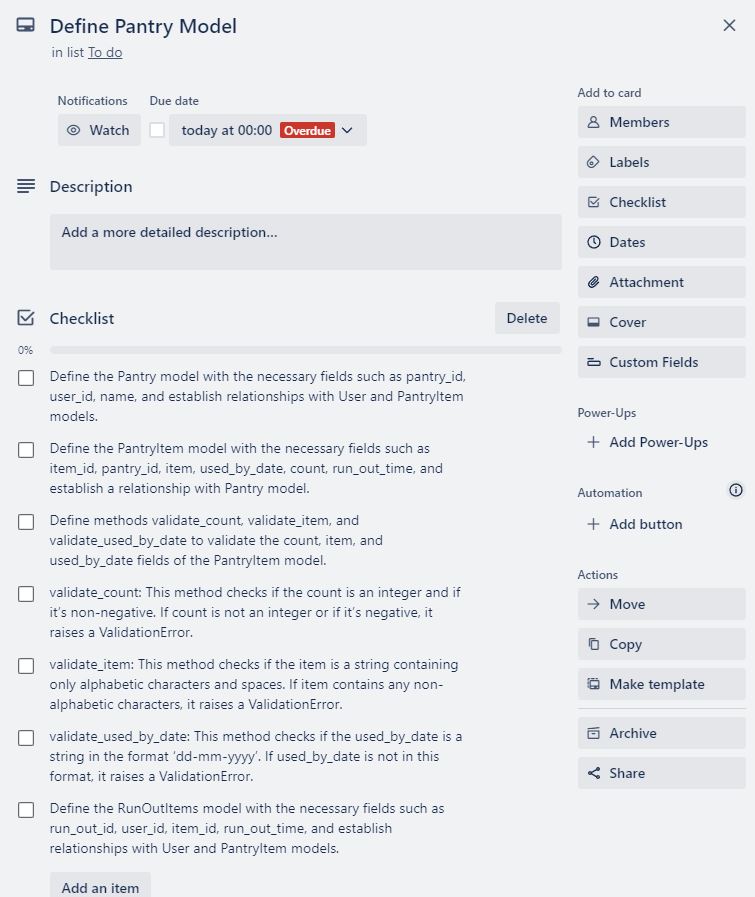 Define Pantry Model
in list To do
Notifications
Due date
Watch
today at 00:00 Overdue
Description
Add a more detailed description...
Checklist
Delete
0%
Define the Pantry model with the necessary fields such as pantry_id,
user_id, name, and establish relationships with User and PantryItem
models.
Define the PantryItem model with the necessary fields such as
item_id, pantry_id, item, used_by_date, count, run_out_time, and
establish a relationship with Pantry model.
Define methods validate_count, validate_item, and
validate_used_by_date to validate the count, item, and
used_by_date fields of the PantryItem model.
validate_count: This method checks if the count is an integer and if
it’s non-negative. If count is not an integer or if it’s negative, it
raises a ValidationError.
validate_item: This method checks if the item is a string containing
only alphabetic characters and spaces. If item contains any non-
alphabetic characters, it raises a ValidationError.
validate_used_by_date: This method checks if the used_by_date is a
string in the format ‘dd-mm-yyyy’. If used_by_date is not in this
format, it raises a ValidationError.
Define the RunOutItems model with the necessary fields such as
run_out_id, user_id, item_id, run_out_time, and establish
relationships with User and PantryItem models.
Add an item
Add to card
Members
Labels
Checklist
Dates
Attachment
Cover
Custom Fields
Power-Ups
Add Power-Ups
Automation
Add button
Actions
Move
Copy
Make template
Archive
Share